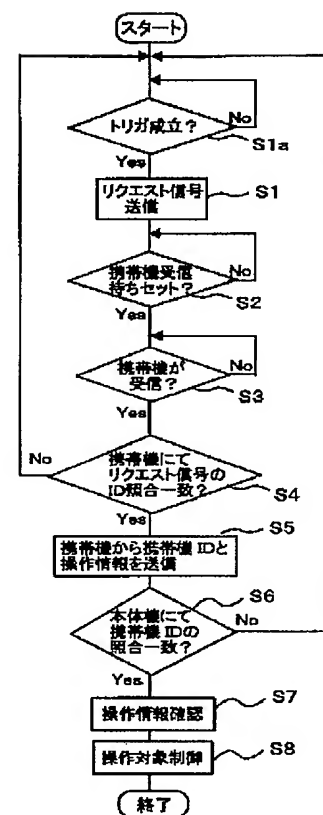 スタート
トリガ成立?
No
S1a
Yes
リクエスト信号
送信
S1
携帯機受信
持ちセット?
No
S2
Yes
携帯機が
受信?
No
S3
Yes
No
携帯機にて
リクエスト信号の
ID照合一致?
S4
Yes
S5
携帯機から携帯機IDと
操作情報を送信
S6
本体機にて
携帯機IDの
照合一致?
No
Yes
S7
操作情報確認
S8
操作対象制御
終了